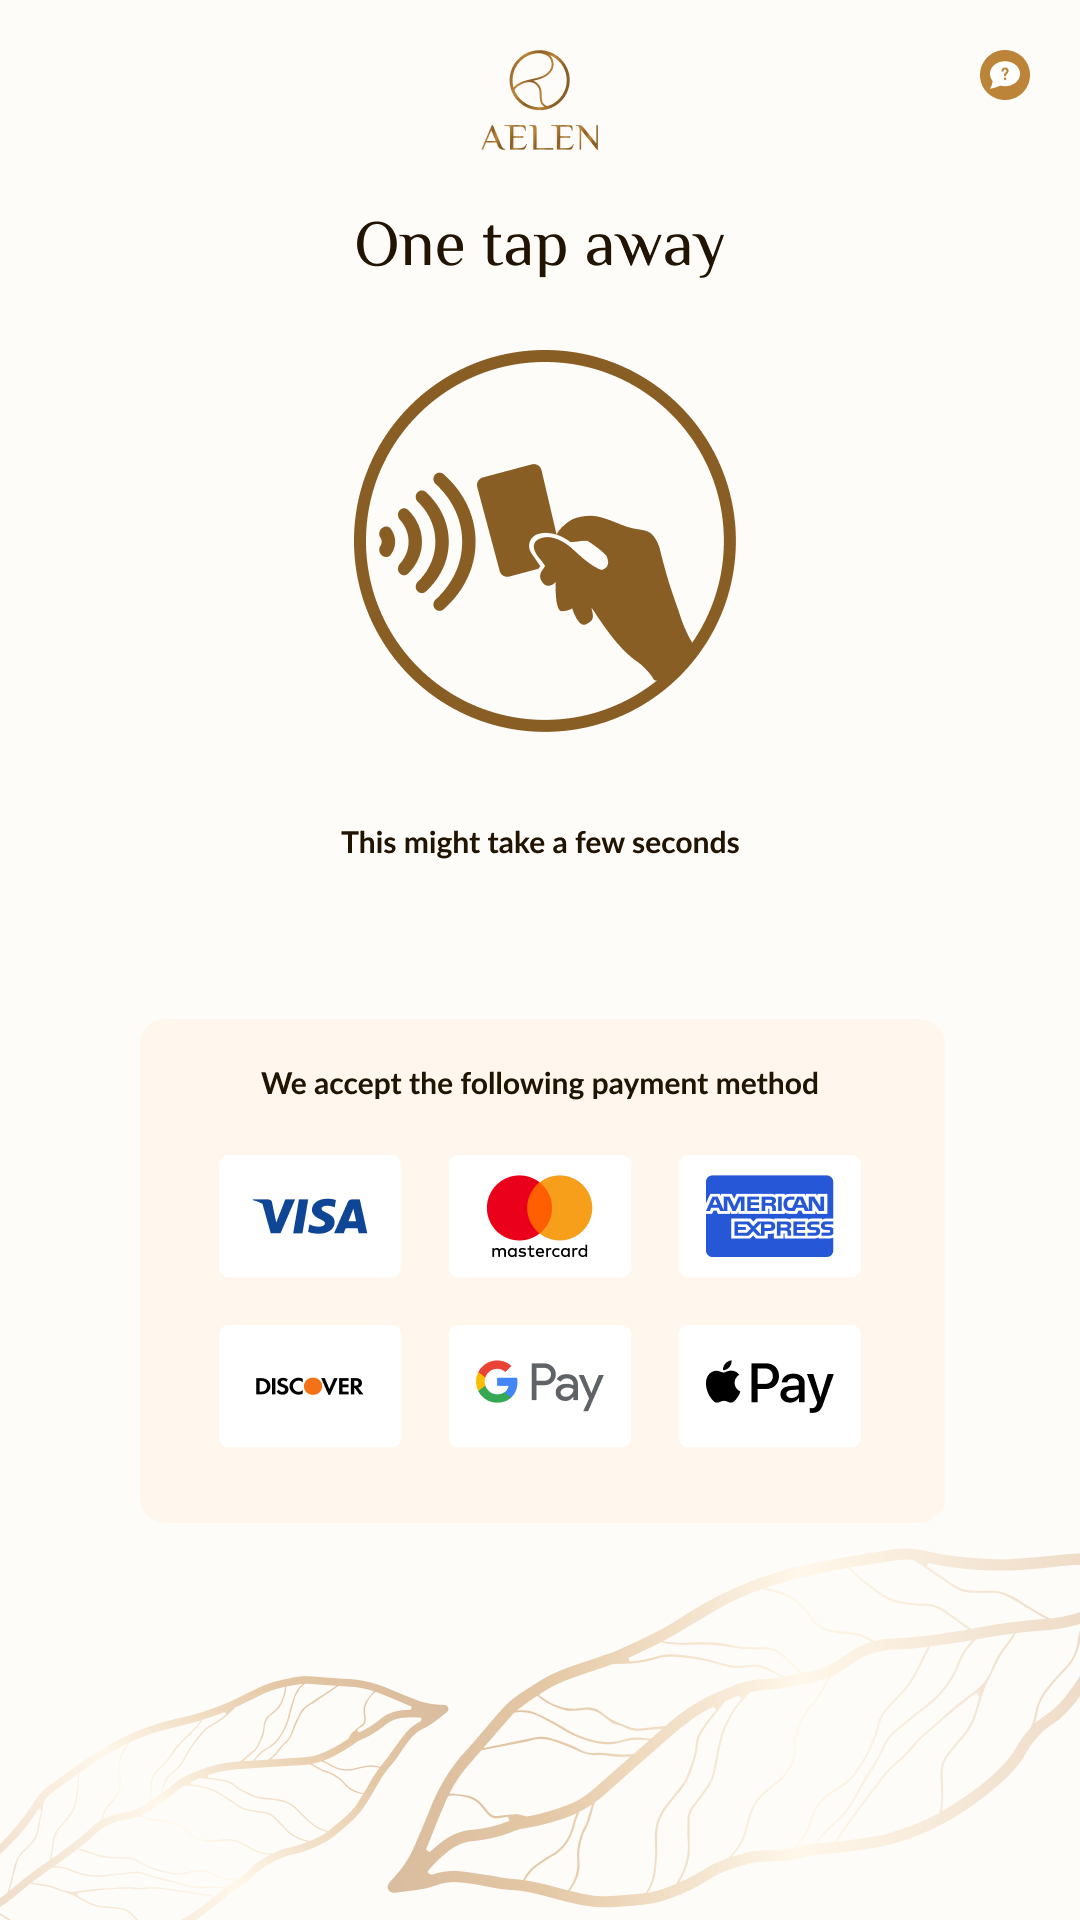 ?
AELEN
One tap away
This might take a few seconds
We accept the following payment method
VISA
mastercard
AMERICAN
EXPRESS
DISCOVER
G Pay
Pay